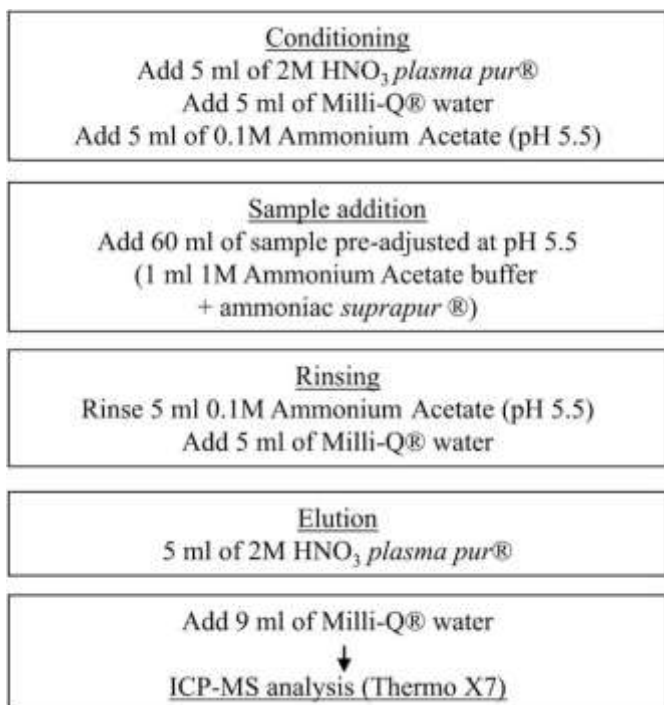 Conditioning
Add 5 ml of 2M HNO₃ plasma pur®
Add 5 ml of Milli-Q® water
Add 5 ml of 0.1M Ammonium Acetate (pH 5.5)
Sample addition
Add 60 ml of sample pre-adjusted at pH 5.5
(1 ml 1M Ammonium Acetate buffer
+ ammoniac suprapur ®)
Rinsing
Rinse 5 ml 0.1M Ammonium Acetate (pH 5.5)
Add 5 ml of Milli-Q® water
Elution
5 ml of 2M HNO₃ plasma pur®
Add 9 ml of Milli-Q® water
ICP-MS analysis (Thermo X7)